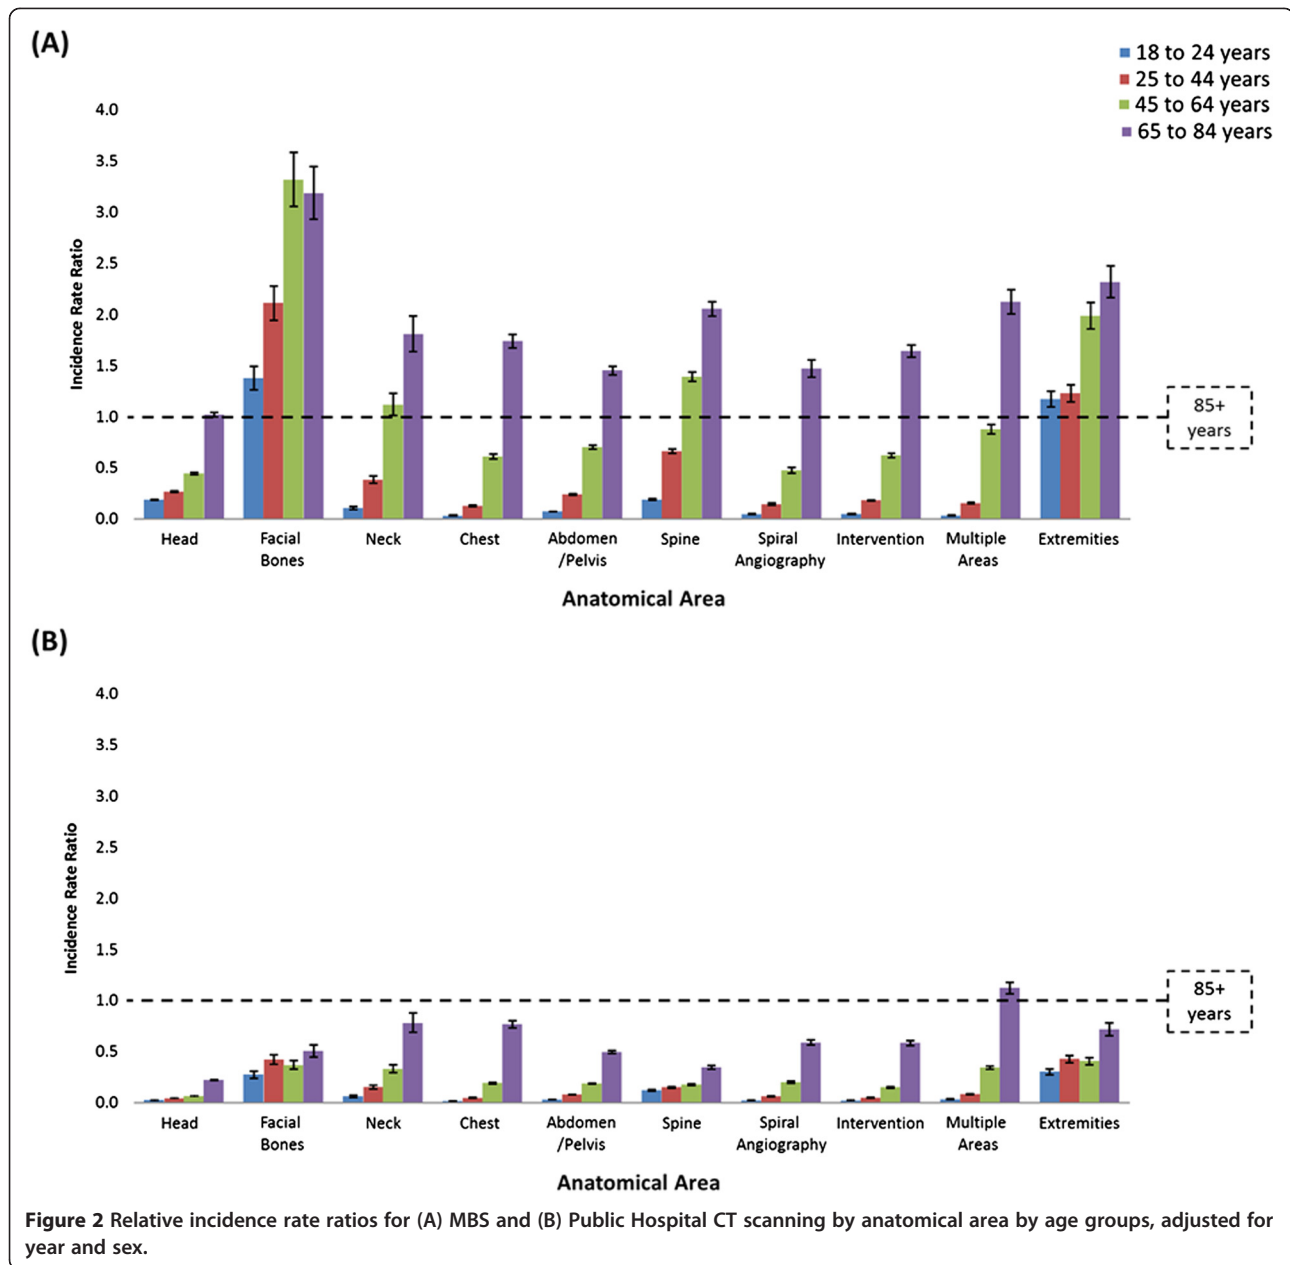 (A)
18 to 24 years
25 to 44 years
45 to 64 years
65 to 84 years
4.0
3.5
3.0
2.5
2.0
1.5
1.0
0.5
0.0
Incidence Rate Ratio
85+
years
Head Facial Neck Chest Abdomen Spine Spiral Intervention Multiple Extremities
Bones /Pelvis Angiography Areas
Anatomical Area
(B)
4.0
3.5
3.0
2.5
2.0
1.5
1.0
0.5
0.0
Incidence Rate Ratio
85+
years
Head Facial Neck Chest Abdomen Spine Spiral Intervention Multiple Extremities
Bones /Pelvis Angiography Areas
Anatomical Area
Figure 2 Relative incidence rate ratios for (A) MBS and (B) Public Hospital CT scanning by anatomical area by age groups, adjusted for
year and sex.